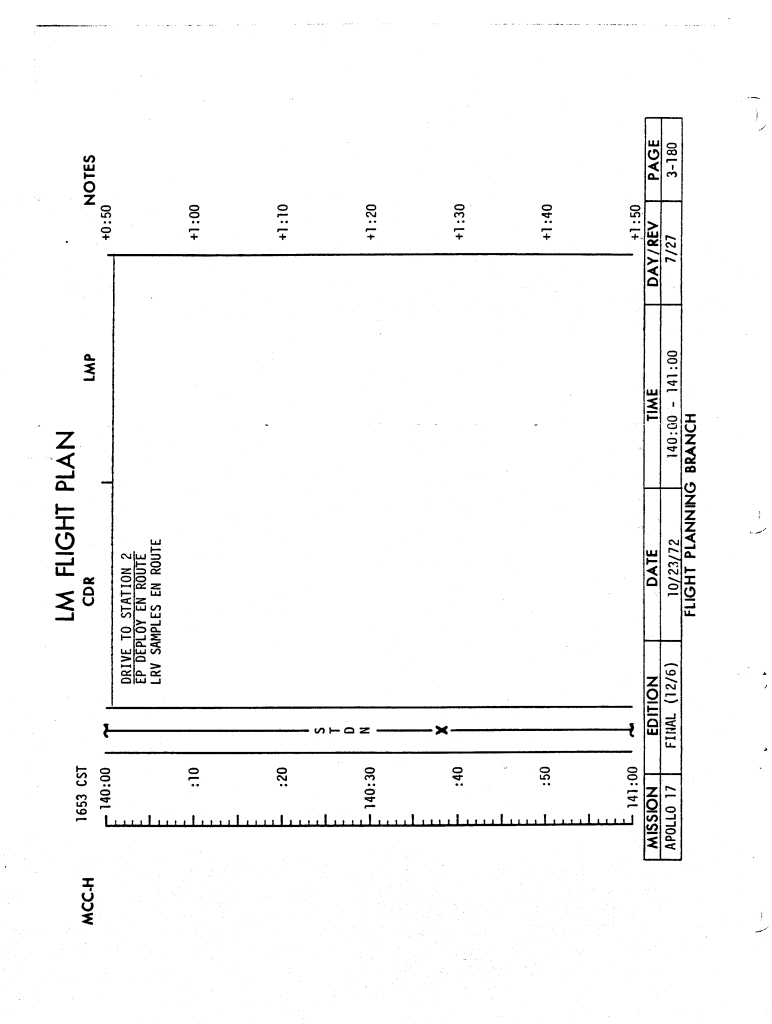 LM FLIGHT PLAN
MCC-H 1653 CST CDR LMP NOTES
140:00 +0:50
DRIVE TO STATION 2
EP DEPLOY EN ROUTE
LRV SAMPLES EN ROUTE
:10 +1:00
:20 +1:10
S
T
D
N
140:30 +1:20
X
:40 +1:30
:50 +1:40
141:00 +1:50
MISSION EDITION DATE TIME DAY/REV PAGE
APOLLO 17 FINAL (12/6) 10/23/72 140:00 - 141:00 7/27 3-180
FLIGHT PLANNING BRANCH